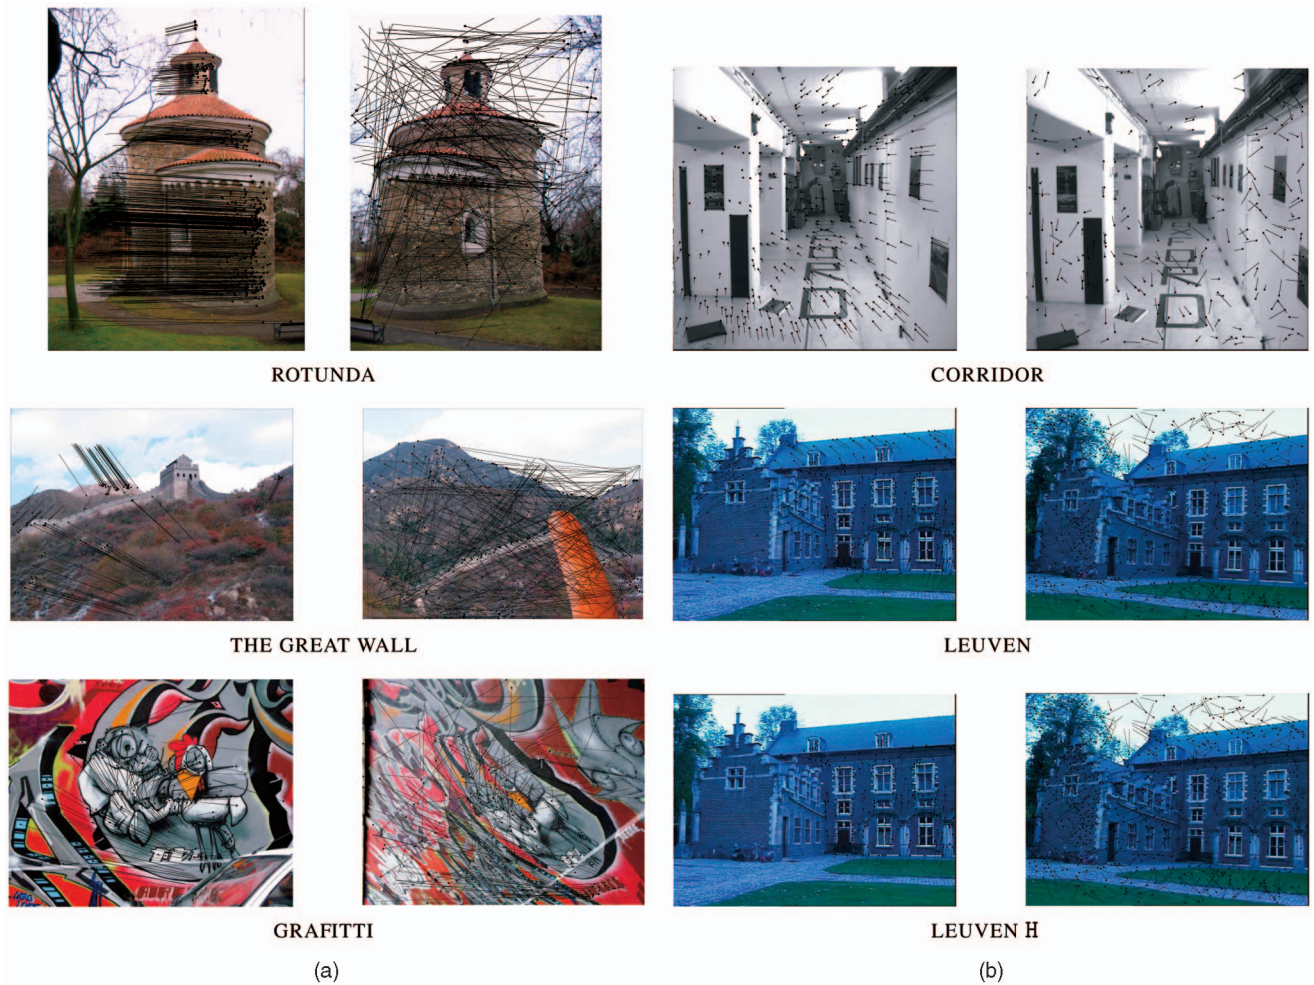 ROTUNDA
CORRIDOR
THE GREAT WALL
LEUVEN
GRAFITTI
LEUVEN H
(a)
(b)